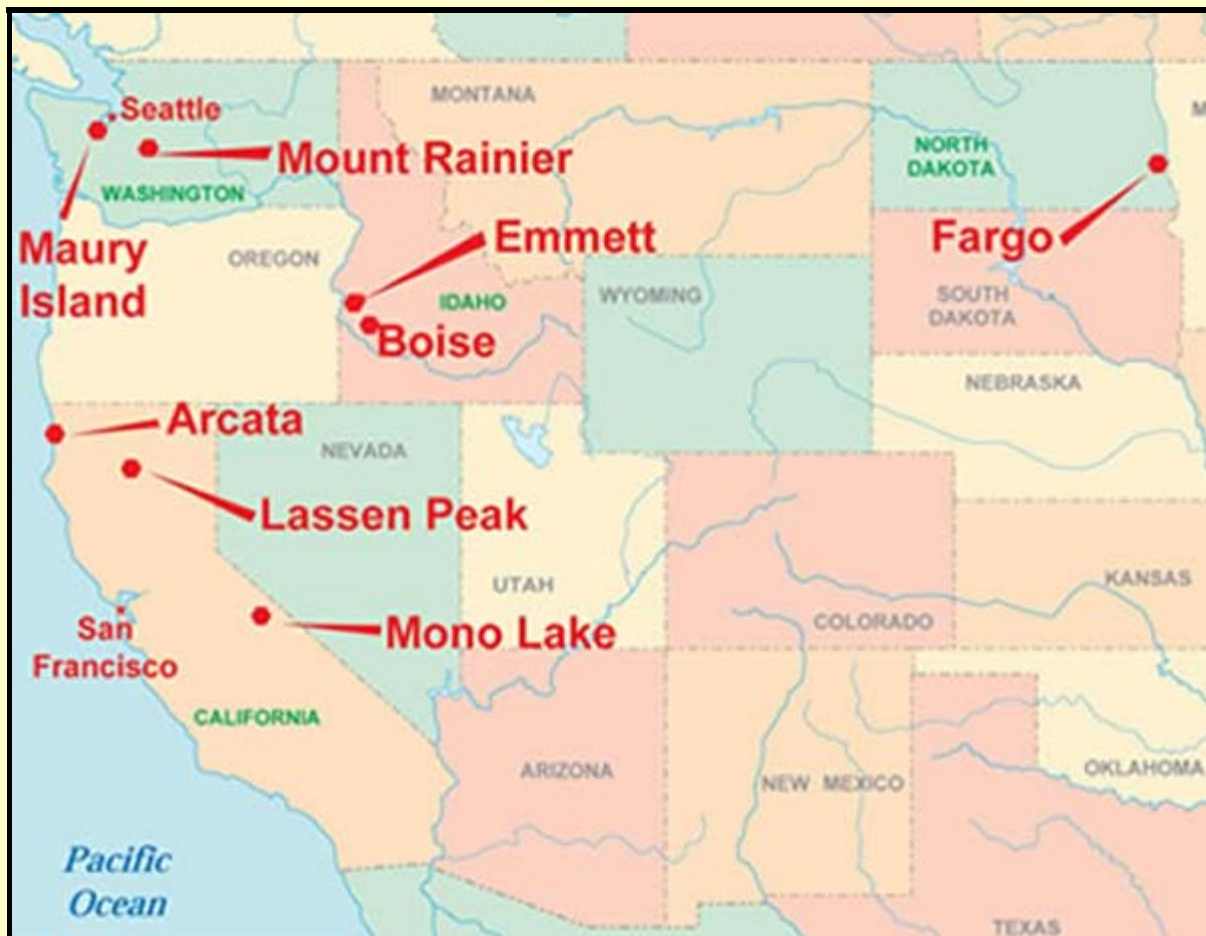 MONTANA
Seattle
M
Mount Rainier
NORTH
DAKOTA
WASHINGTON
Maury
Island
OREGON
Emmett
Fargo
IDAHO
WYOMING
SOUTH
DAKOTA
Boise
NEBRASKA
Arcata
NEVADA
Lassen Peak
UTAH
KANSAS
COLORADO
San
Francisco
Mono Lake
CALIFORNIA
ARIZONA
NEW MEXICO
OKLAHOMA
Pacific
Ocean
TEXAS